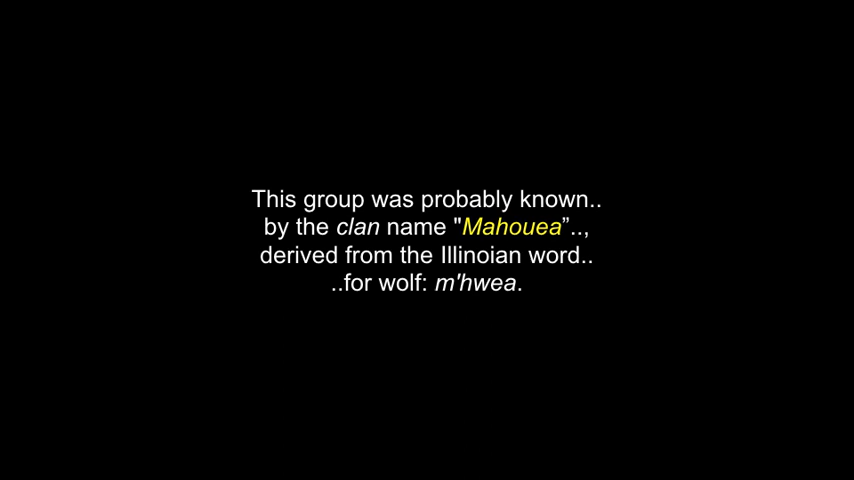 This group was probably known..
by the clan name "Mahouea”..,
derived from the Illinoian word..
..for wolf: m'hwea.